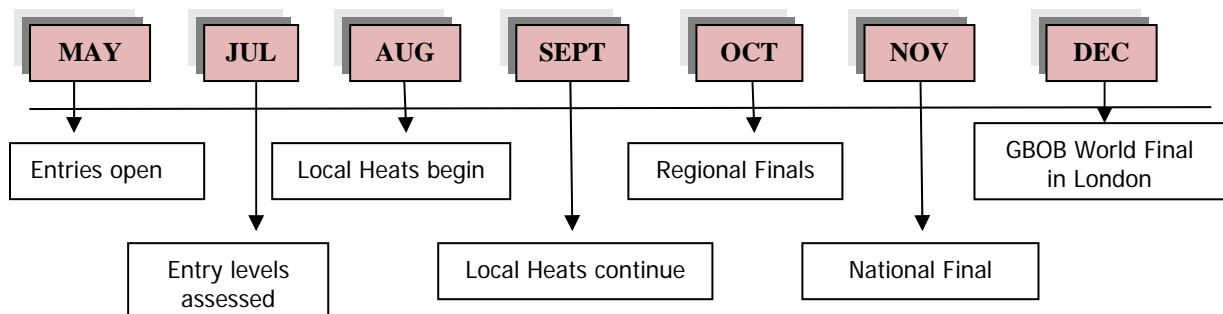 MAY
JUL
AUG
SEPT
OCT
NOV
DEC
Entries open
Local Heats begin
Regional Finals
GBOB World Final
in London
Entry levels
assessed
Local Heats continue
National Final